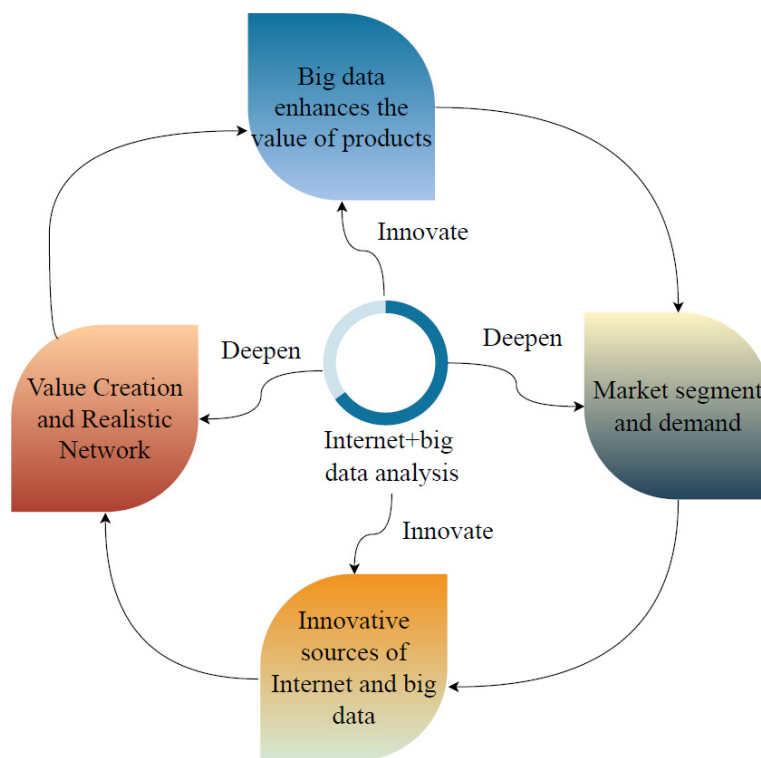 Big data
enhances the
value of products
Innovate
Deepen
Deepen
Value Creation
and Realistic
Network
Market segment
and demand
Internet+big
data analysis
Innovate
Innovative
sources of
Internet and big
data